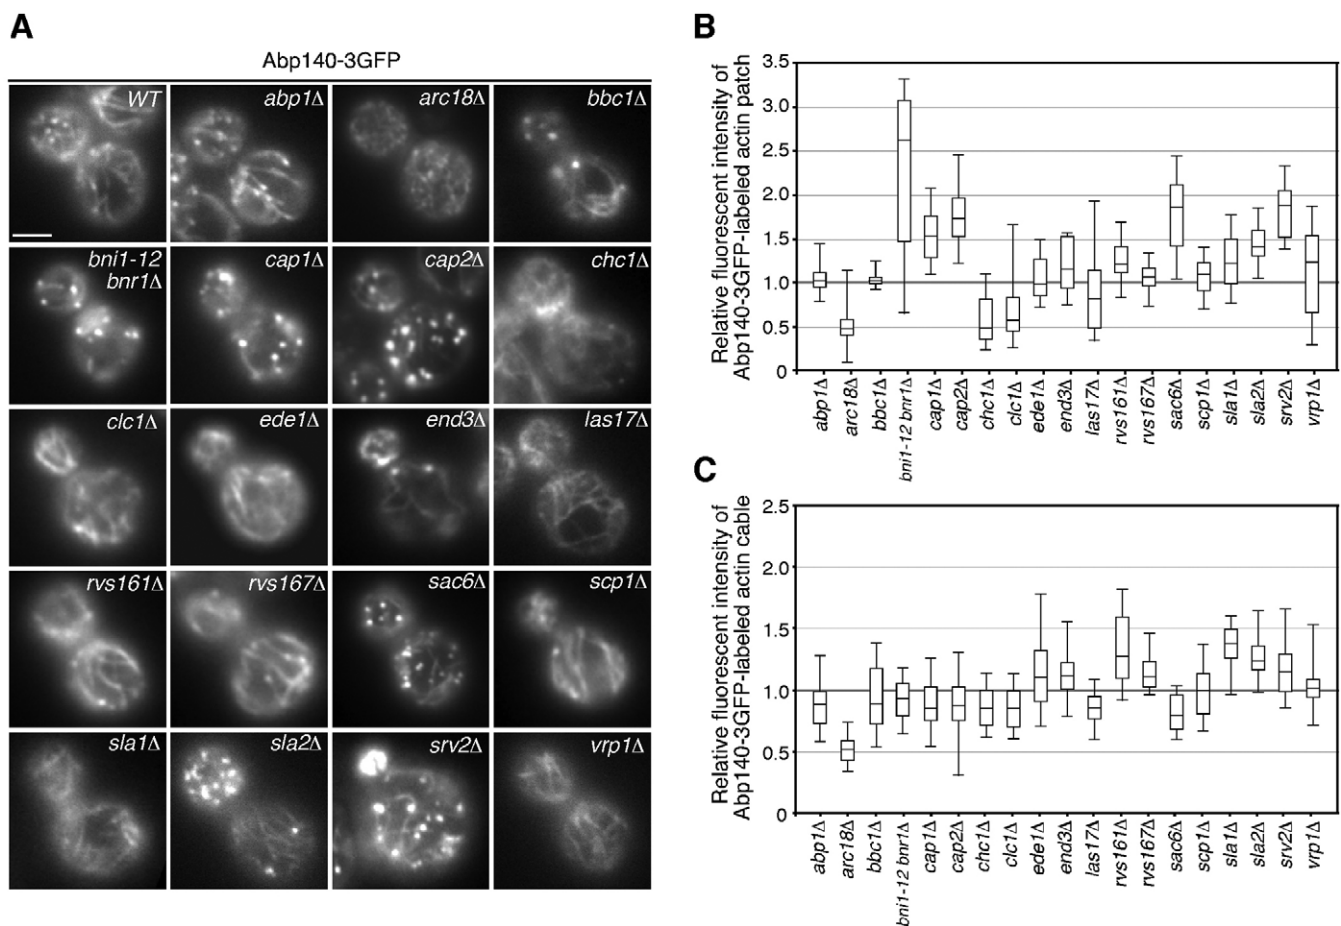 A
Abp140-3GFP
WT
abp1Δ
arc18Δ
bbc1Δ
bni1-12
bnr1Δ
cap1Δ
cap2Δ
chc1Δ
clc1Δ
ede1Δ
end3Δ
las17Δ
rvs161Δ
rvs167Δ
sac6Δ
scp1Δ
sla1Δ
sla2Δ
srv2Δ
vrp1Δ
B
Relative fluorescent intensity of
Abp140-3GFP-labeled actin patch
3.5
3.0
2.5
2.0
1.5
1.0
0.5
0
abp1Δ
arc18Δ
bbc1Δ
bni1-12 bnr1Δ
cap1Δ
cap2Δ
chc1Δ
clc1Δ
ede1Δ
end3Δ
las17Δ
rvs161Δ
rvs167Δ
sac6Δ
scp1Δ
sla1Δ
sla2Δ
srv2Δ
vrp1Δ
C
Relative fluorescent intensity of
Abp140-3GFP-labeled actin cable
2.5
2.0
1.5
1.0
0.5
0
abp1Δ
arc18Δ
bbc1Δ
bni1-12 bnr1Δ
cap1Δ
cap2Δ
chc1Δ
clc1Δ
ede1Δ
end3Δ
las17Δ
rvs161Δ
rvs167Δ
sac6Δ
scp1Δ
sla1Δ
sla2Δ
srv2Δ
vrp1Δ